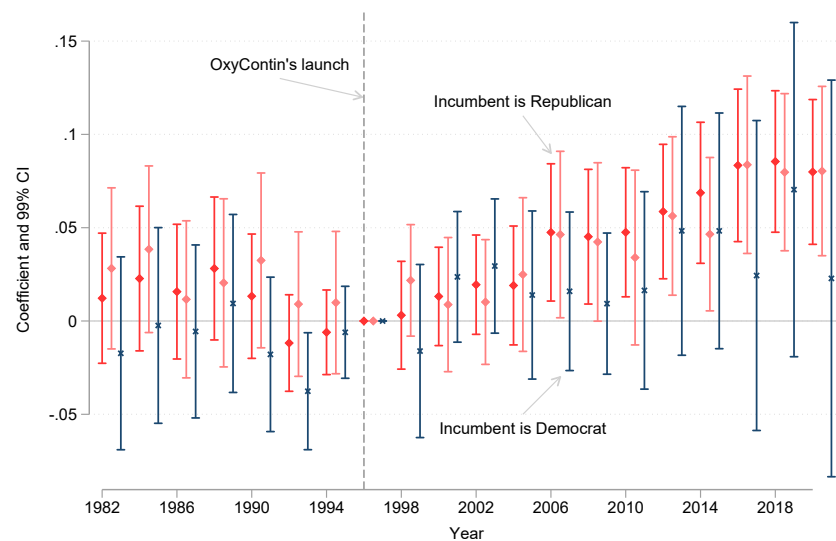 .15
OxyContin's launch
Incumbent is Republican
.1
.05
0
-.05
Incumbent is Democrat
Coefficient and 99% CI
1982 1986 1990 1994 1998 2002 2006 2010 2014 2018
Year